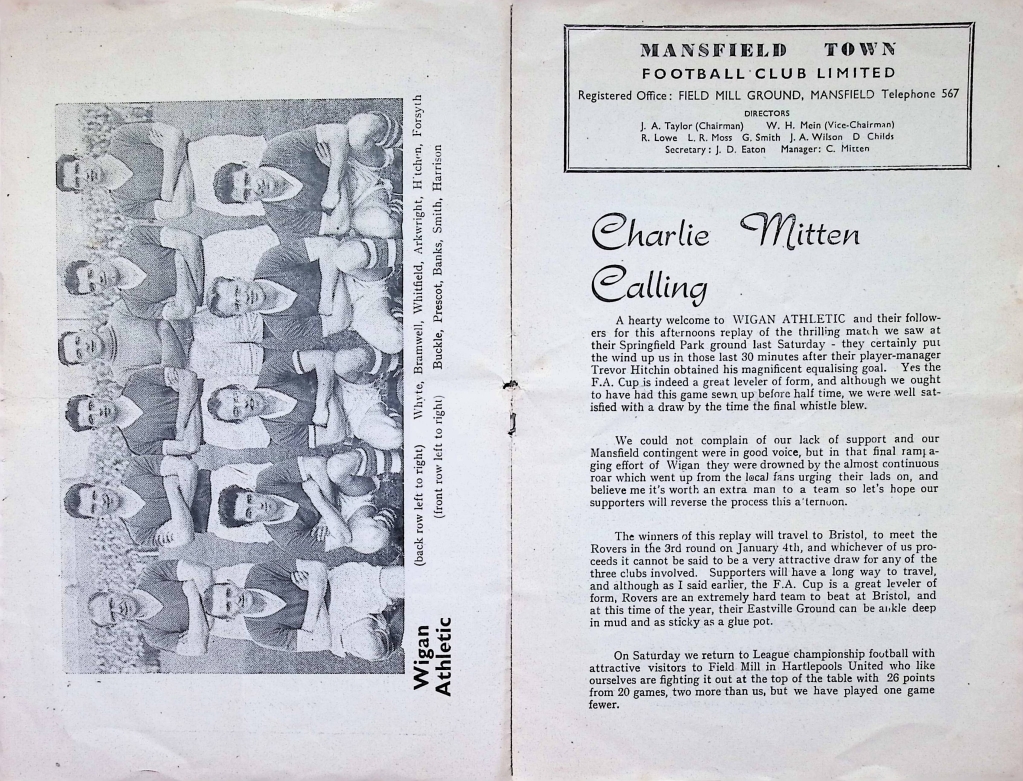 Wigan
Athletic
(back row left to right) Whyte, Bramwell, Whitfield, Arkwright, Hitchen, Forsyth
(front row left to right) Buckle, Prescot, Banks, Smith, Harrison
MANSFIELD TOWN
FOOTBALL CLUB LIMITED
Registered Office: FIELD MILL GROUND, MANSFIELD Telephone 567
DIRECTORS
J. A. Taylor (Chairman) W. H. Mein (Vice-Chairman)
R. Lowe L. R. Moss G. Smith J. A. Wilson D Childs
Secretary: J. D. Eaton Manager: C. Mitten
Charlie Mitten
Calling
A hearty welcome to WIGAN ATHLETIC and their follow-
ers for this afternoons replay of the thrilling match we saw at
their Springfield Park ground last Saturday - they certainly put
the wind up us in those last 30 minutes after their player-manager
Trevor Hitchin obtained his magnificent equalising goal. Yes the
F.A. Cup is indeed a great leveler of form, and although we ought
to have had this game sewn up before half time, we were well sat-
isfied with a draw by the time the final whistle blew.
We could not complain of our lack of support and our
Mansfield contingent were in good voice, but in that final ramp a-
aging effort of Wigan they were drowned by the almost continuous
roar which went up from the local fans urging their lads on, and
believe me it's worth an extra man to a team so let's hope our
supporters will reverse the process this afternoon.
The winners of this replay will travel to Bristol, to meet the
Rovers in the 3rd round on January 4th, and whichever of us pro-
ceeds it cannot be said to be a very attractive draw for any of the
three clubs involved. Supporters will have a long way to travel,
and although as I said earlier, the F.A. Cup is a great leveler of
form, Rovers are an extremely hard team to beat at Bristol, and
at this time of the year, their Eastville Ground can be ankle deep
in mud and as sticky as a glue pot.
On Saturday we return to League championship football with
attractive visitors to Field Mill in Hartlepools United who like
ourselves are fighting it out at the top of the table with 26 points
from 20 games, two more than us, but we have played one game
fewer.